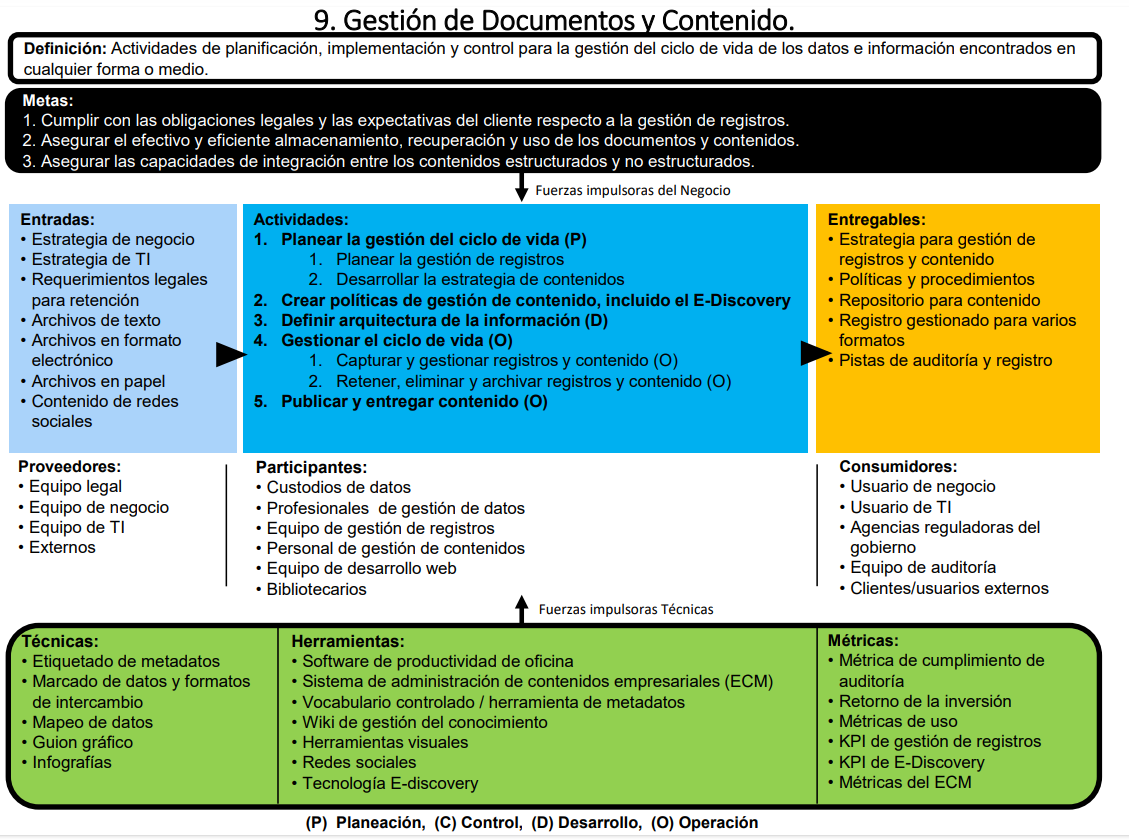 9. Gestión de Documentos y Contenido.
Definición: Actividades de planificación, implementación y control para la gestión del ciclo de vida de los datos e información encontrados en
cualquier forma o medio.
Metas:
1. Cumplir con las obligaciones legales y las expectativas del cliente respecto a la gestión de registros.
2. Asegurar el efectivo y eficiente almacenamiento, recuperación y uso de los documentos y contenidos.
3. Asegurar las capacidades de integración entre los contenidos estructurados y no estructurados.
Fuerzas impulsoras del Negocio
Entradas:
• Estrategia de negocio
• Estrategia de TI
• Requerimientos legales
para retención
• Archivos de texto
• Archivos en formato
electrónico
• Archivos en papel
• Contenido de redes
sociales
Actividades:
1. Planear la gestión del ciclo de vida (P)
1. Planear la gestión de registros
2. Desarrollar la estrategia de contenidos
2. Crear políticas de gestión de contenido, incluido el E-Discovery
3. Definir arquitectura de la información (D)
4. Gestionar el ciclo de vida (O)
1. Capturar y gestionar registros y contenido (O)
2. Retener, eliminar y archivar registros y contenido (O)
5. Publicar y entregar contenido (O)
Entregables:
• Estrategia para gestión de
registros y contenido
• Políticas y procedimientos
• Repositorio para contenido
• Registro gestionado para varios
formatos
• Pistas de auditoría y registro
Proveedores:
• Equipo legal
• Equipo de negocio
• Equipo de TI
• Externos
Participantes:
• Custodios de datos
• Profesionales de gestión de datos
• Equipo de gestión de registros
• Personal de gestión de contenidos
• Equipo de desarrollo web
• Bibliotecarios
Consumidores:
• Usuario de negocio
• Usuario de TI
• Agencias reguladoras del
gobierno
• Equipo de auditoría
• Clientes/usuarios externos
Fuerzas impulsoras Técnicas
Técnicas:
• Etiquetado de metadatos
• Marcado de datos y formatos
de intercambio
• Mapeo de datos
• Guion gráfico
• Infografías
Herramientas:
• Software de productividad de oficina
• Sistema de administración de contenidos empresariales (ECM)
• Vocabulario controlado / herramienta de metadatos
• Wiki de gestión del conocimiento
• Herramientas visuales
• Redes sociales
• Tecnología E-discovery
Métricas:
• Métrica de cumplimiento de
auditoría
• Retorno de la inversión
• Métricas de uso
• KPI de gestión de registros
• KPI de E-Discovery
• Métricas del ECM
(P) Planeación, (C) Control, (D) Desarrollo, (O) Operación